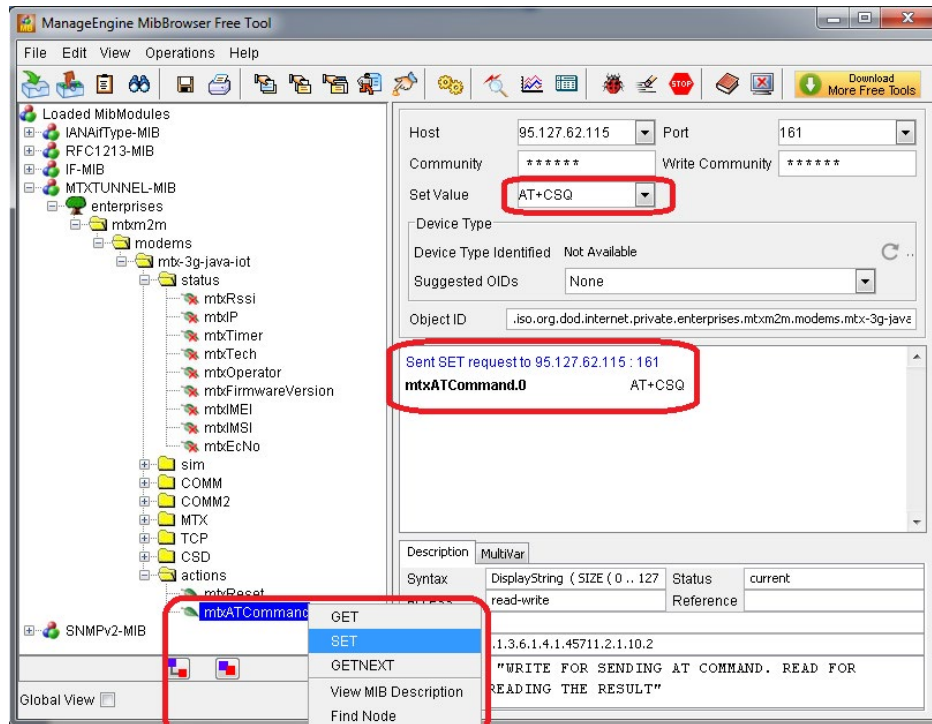 ManageEngine MibBrowser Free Tool
File Edit View Operations Help
STOP
Download
More Free Tools
Loaded MibModules
IANAifType-MIB
RFC1213-MIB
IF-MIB
MTXTUNNEL-MIB
enterprises
mtxm2m
modems
mtx-3g-java-iot
status
mtxRssi
mtxIP
mtxTimer
mtxTech
mtxOperator
mtxFirmwareVersion
mtxIMEI
mtxIMSI
mtxEcNo
sim
COMM
COMM2
MTX
TCP
CSD
actions
mtxReset
mtxATCommand
SNMPv2-MIB
Global View
GET
SET
GETNEXT
View MIB Description
Find Node
Host 95.127.62.115 Port 161
Community ****** Write Community ******
Set Value AT+CSQ
Device Type
Device Type Identified Not Available
Suggested OIDs None
Object ID .iso.org.dod.internet.private.enterprises.mtxm2m.modems.mtx-3g-java
Sent SET request to 95.127.62.115 : 161
mtxATCommand.0 AT+CSQ
Description MultiVar
Syntax DisplayString ( SIZE ( 0 .. 127 Status current
read-write Reference
.1.3.6.1.4.1.45711.2.1.10.2
"WRITE FOR SENDING AT COMMAND. READ FOR
READING THE RESULT"